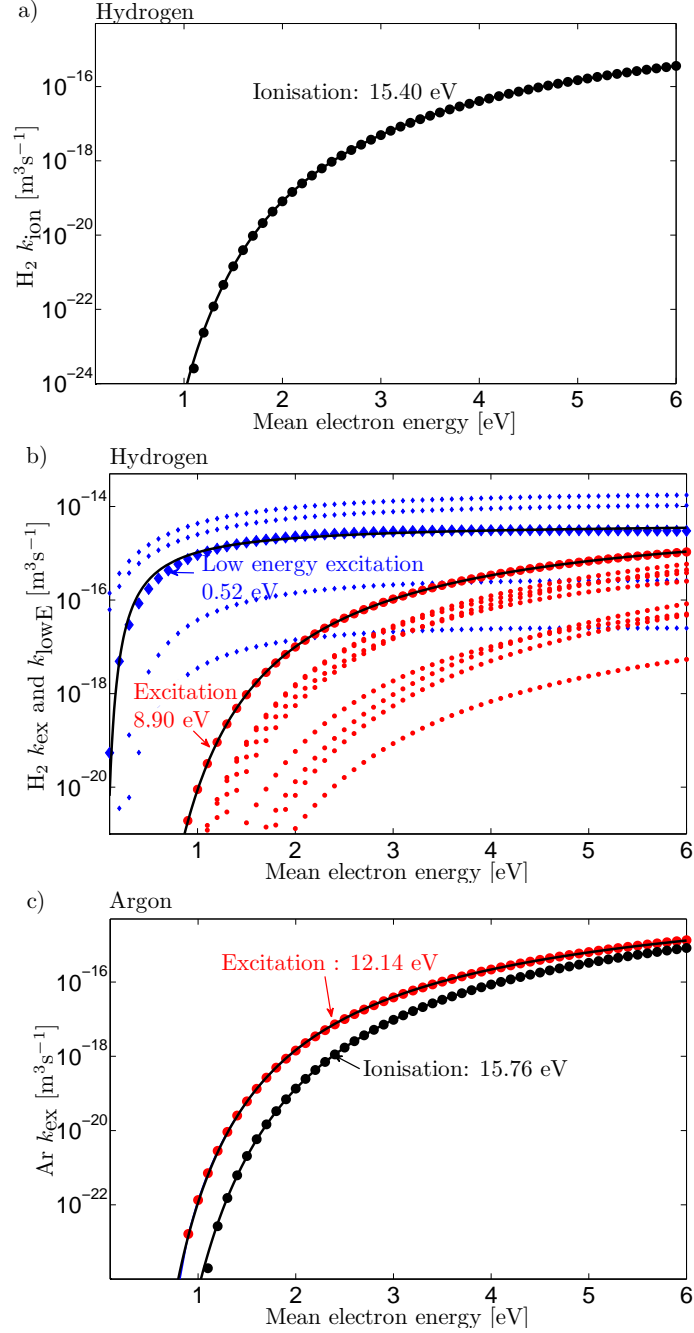 a)
Hydrogen
Ionisation: 15.40 eV
H₂ k_ion [m³s⁻¹]
10⁻¹⁶
10⁻¹⁸
10⁻²⁰
10⁻²²
10⁻²⁴
1 2 3 4 5 6
Mean electron energy [eV]
b)
Hydrogen
H₂ k_ex and k_lowE [m³s⁻¹]
10⁻¹⁴
10⁻¹⁶
10⁻¹⁸
10⁻²⁰
Low energy excitation
0.52 eV
Excitation
8.90 eV
1 2 3 4 5 6
Mean electron energy [eV]
c)
Argon
Ar k_ex [m³s⁻¹]
10⁻¹⁶
10⁻¹⁸
10⁻²⁰
10⁻²²
Excitation : 12.14 eV
Ionisation: 15.76 eV
1 2 3 4 5 6
Mean electron energy [eV]